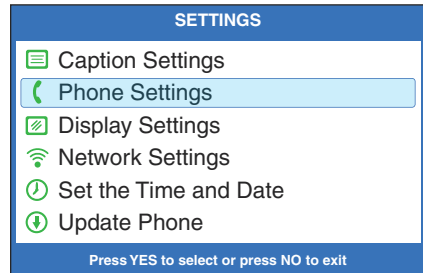 SETTINGS
Caption Settings
Phone Settings
Display Settings
Network Settings
Set the Time and Date
Update Phone
Press YES to select or press NO to exit